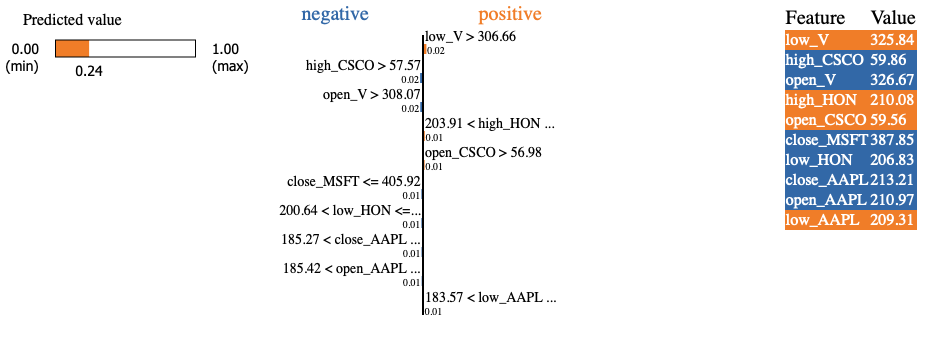 Predicted value
0.00
(min)
1.00
(max)
0.24
negative
positive
low_V > 306.66
0.02
high_CSCO > 57.57
0.02
open_V > 308.07
0.02
203.91 < high_HON ...
0.01
open_CSCO > 56.98
0.01
close_MSFT <= 405.92
0.01
200.64 < low_HON <=...
0.01
185.27 < close_AAPL ...
0.01
185.42 < open_AAPL ...
0.01
183.57 < low_AAPL ...
0.01
Feature Value
low_V 325.84
high_CSCO 59.86
open_V 326.67
high_HON 210.08
open_CSCO 59.56
close_MSFT 387.85
low_HON 206.83
close_AAPL 213.21
open_AAPL 210.97
low_AAPL 209.31